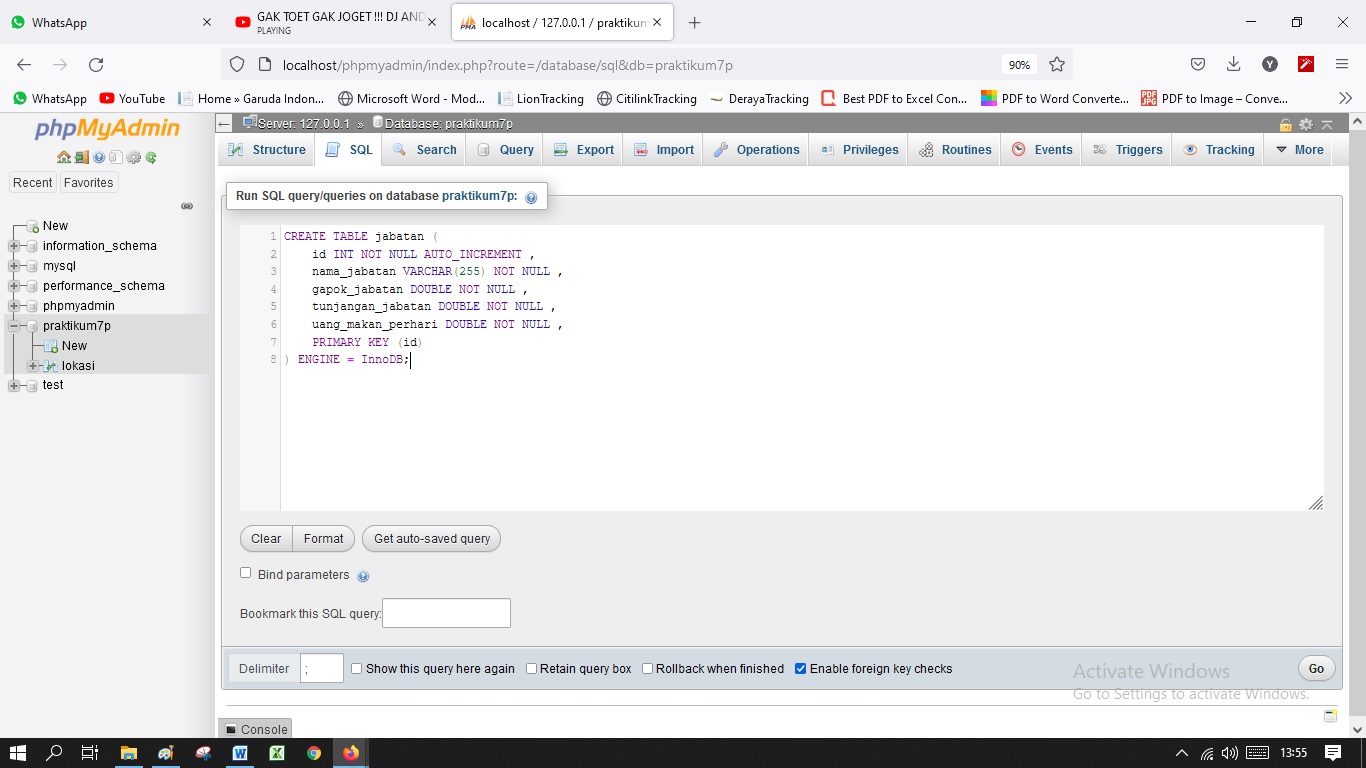 WhatsApp
GAK TOET GAK JOGET !!! DJ AND
PLAYING
localhost / 127.0.0.1 / praktikum
localhost/phpmyadmin/index.php?route=/database/sql&db=praktikum7p
90%
WhatsApp YouTube Home » Garuda Indon... Microsoft Word - Mod... LionTracking CitilinkTracking DerayaTracking Best PDF to Excel Con... PDF to Word Converte... PDF to Image – Conve...
phpMyAdmin
Recent Favorites
New
information_schema
mysql
performance_schema
phpmyadmin
praktikum7p
New
lokasi
test
Server: 127.0.0.1 » Database: praktikum7p
Structure SQL Search Query Export Import Operations Privileges Routines Events Triggers Tracking More
Run SQL query/queries on database praktikum7p:
1 CREATE TABLE jabatan (
2 id INT NOT NULL AUTO_INCREMENT ,
3 nama_jabatan VARCHAR(255) NOT NULL ,
4 gapok_jabatan DOUBLE NOT NULL ,
5 tunjangan_jabatan DOUBLE NOT NULL ,
6 uang_makan_perhari DOUBLE NOT NULL ,
7 PRIMARY KEY (id)
8 ) ENGINE = InnoDB;
Clear Format Get auto-saved query
Bind parameters
Bookmark this SQL query:
Delimiter ; Show this query here again Retain query box Rollback when finished Enable foreign key checks Go
Activate Windows
Go to Settings to activate Windows.
Console
13:55